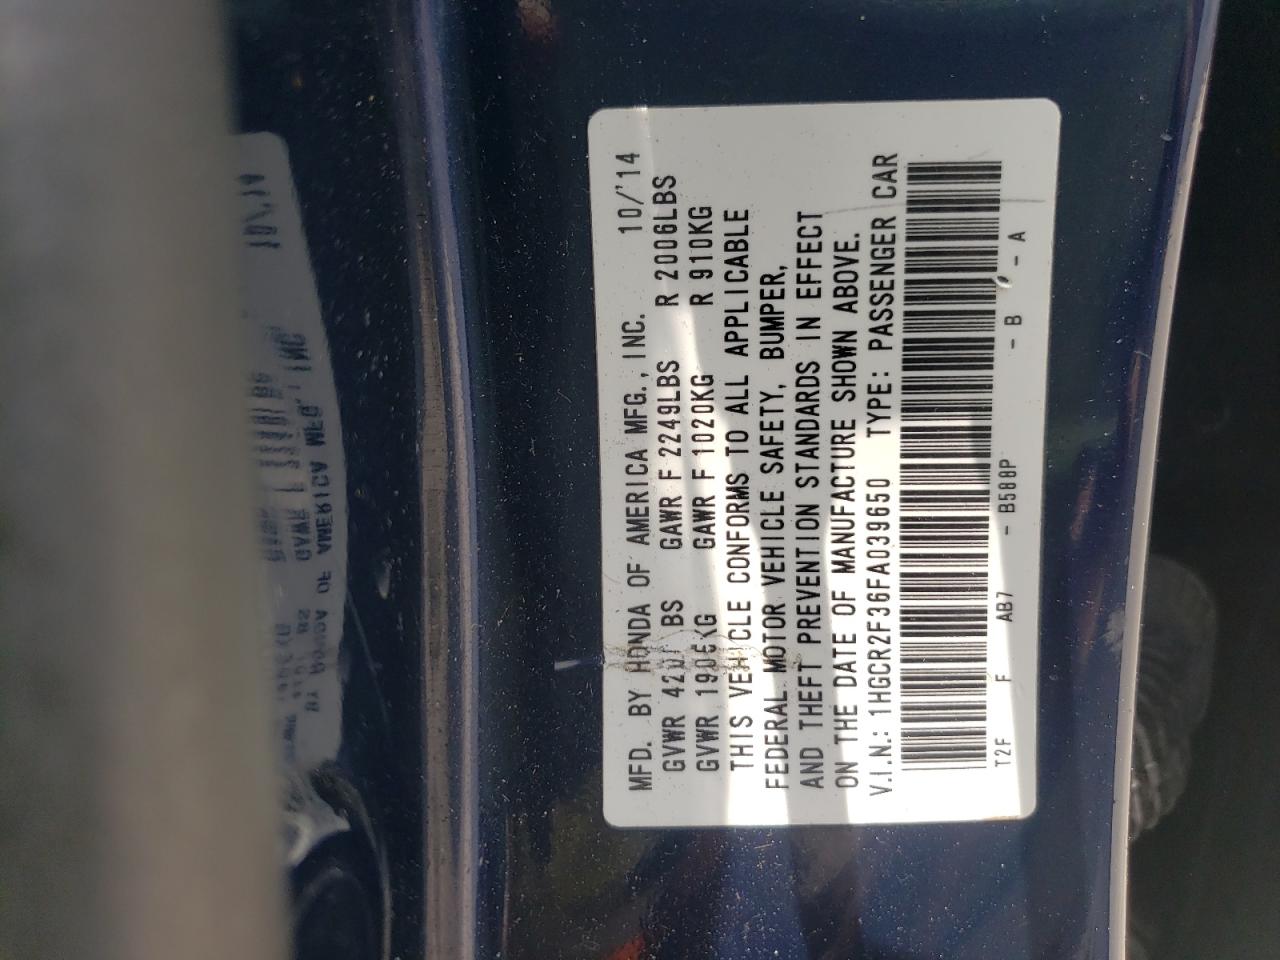 MFD. BY HONDA OF AMERICA MFG., INC. 10/'14
GVWR GAWR F 2249LBS R 2006LBS
GVWR GAWR F 1020KG R 910KG
THIS VEHICLE CONFORMS TO ALL APPLICABLE
FEDERAL MOTOR VEHICLE SAFETY, BUMPER,
AND THEFT PREVENTION STANDARDS IN EFFECT
ON THE DATE OF MANUFACTURE SHOWN ABOVE.
V.I.N.: 1HGCR2F36FA039650 TYPE: PASSENGER CAR
T2F F AB7 - B588P - B - A